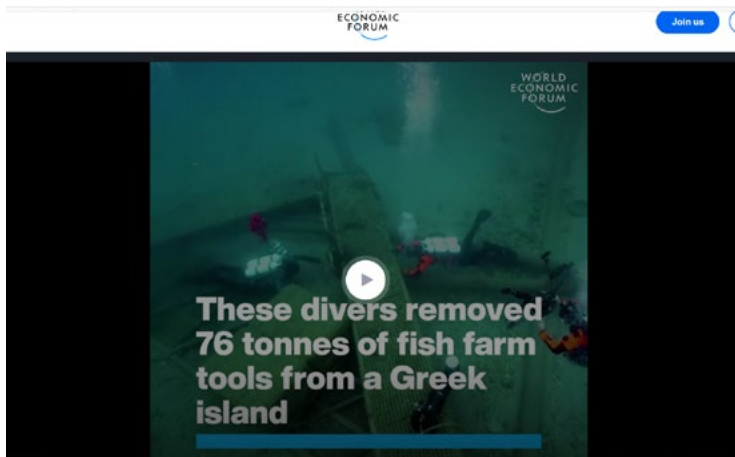 ECONOMIC
FORUM
Join us
WORLD
ECONOMIC
FORUM
These divers removed
76 tonnes of fish farm
tools from a Greek
island